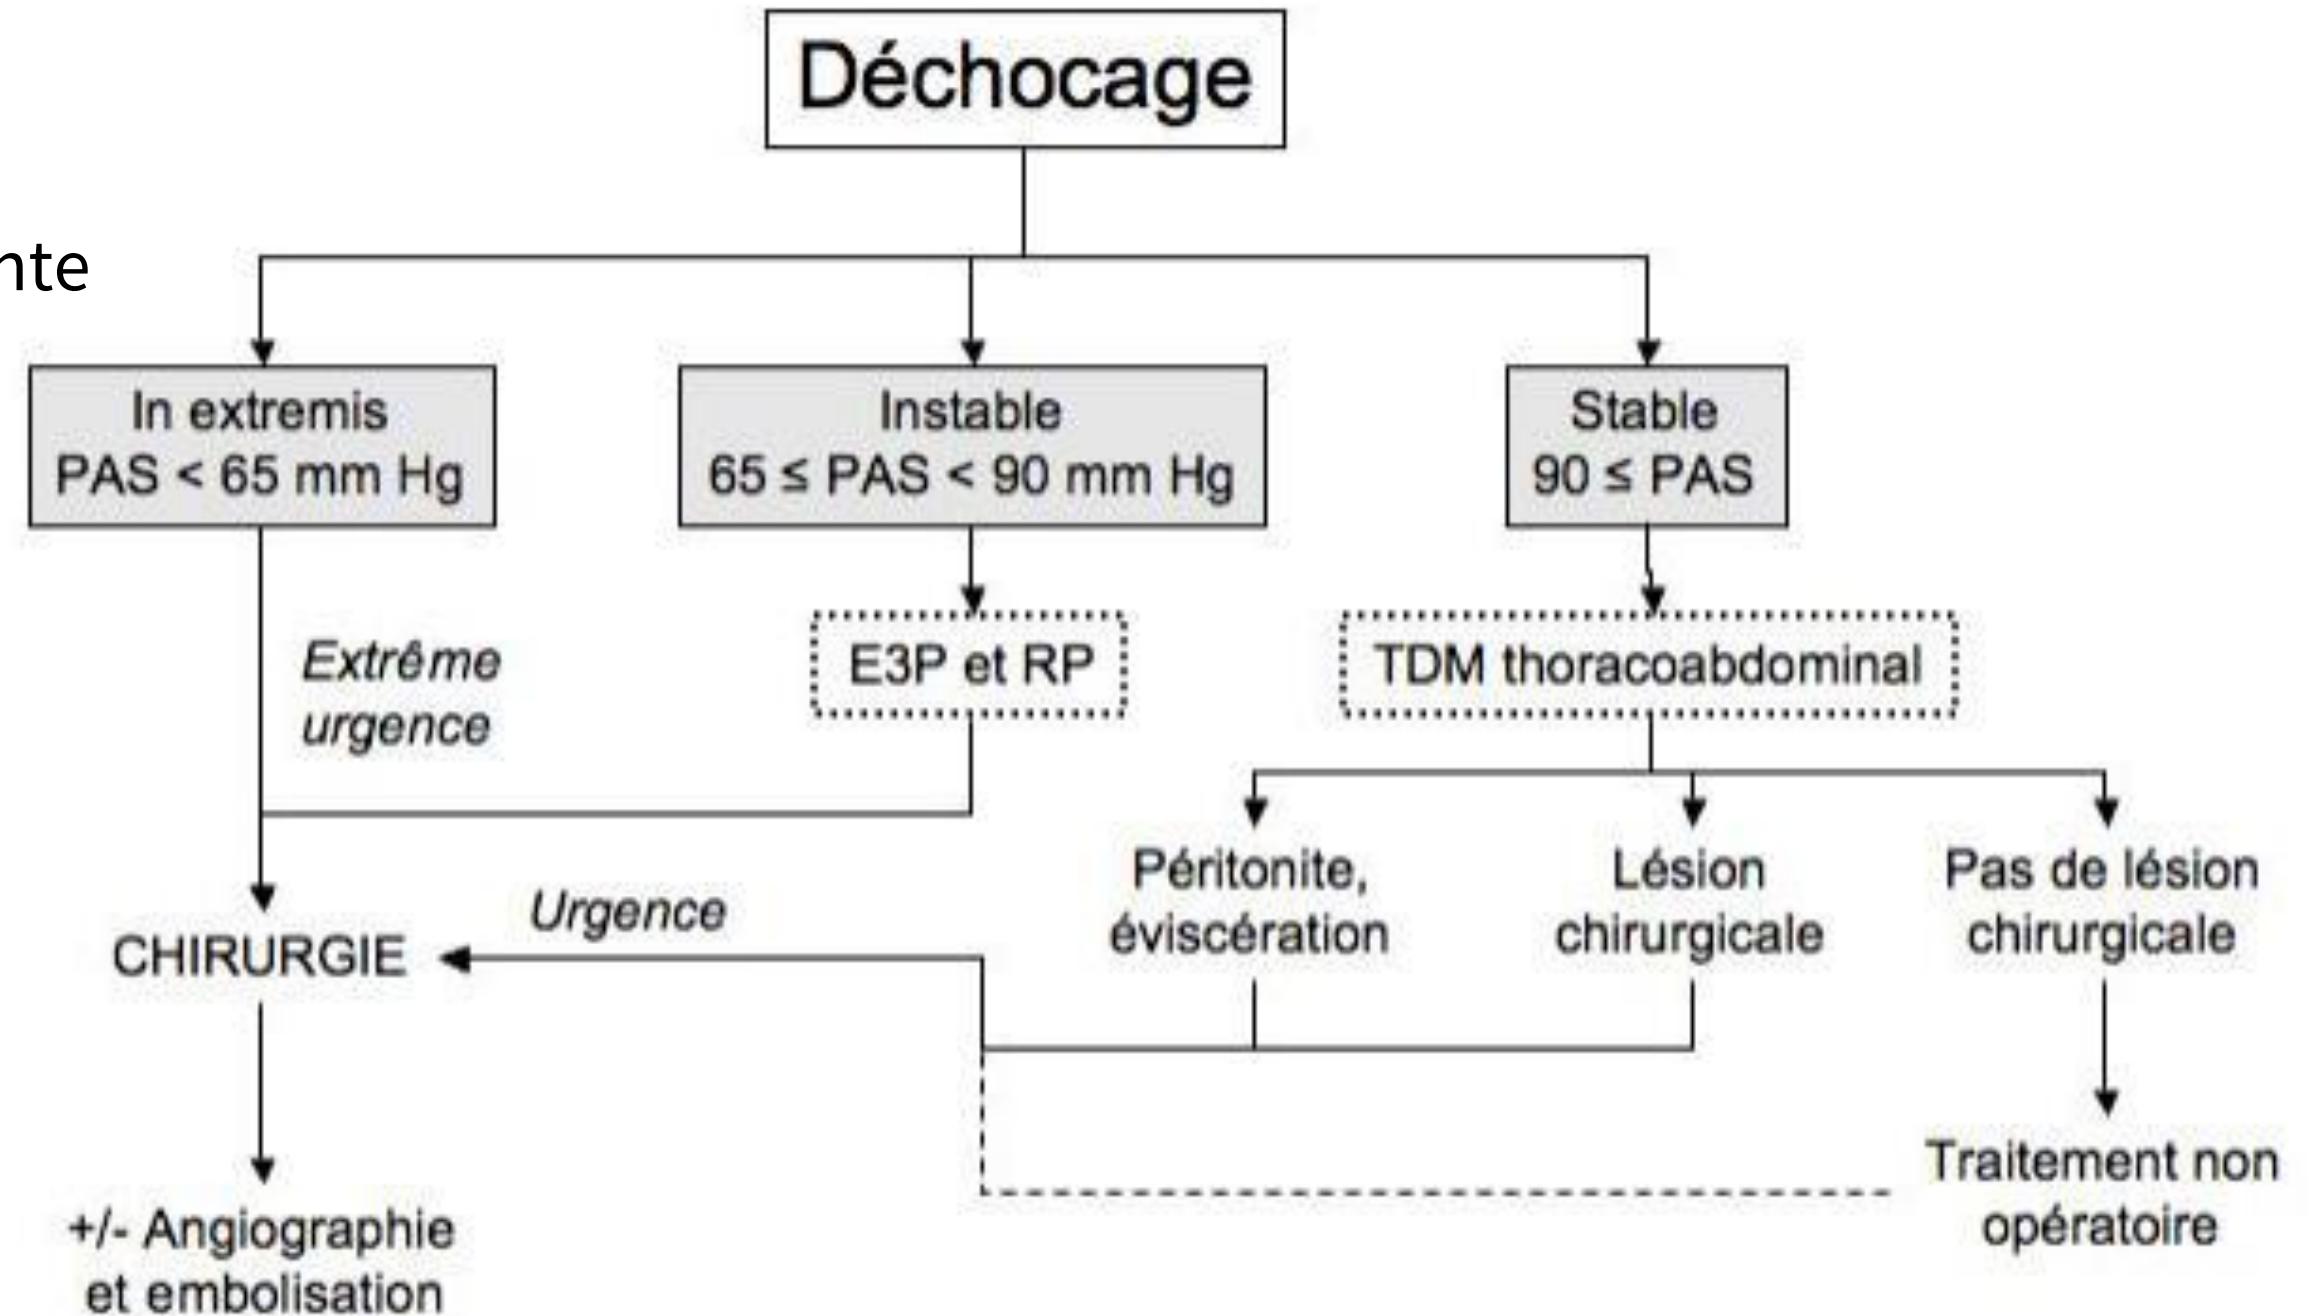 Déchocage
nte
In extremis
PAS < 65 mm Hg
Instable
65 ≤ PAS < 90 mm Hg
Stable
90 ≤ PAS
Extrême
urgence
E3P et RP
TDM thoracoabdominal
Péritonite,
éviscération
Lésion
chirurgicale
Pas de lésion
chirurgicale
Urgence
CHIRURGIE
Traitement non
opératoire
+/- Angiographie
et embolisation